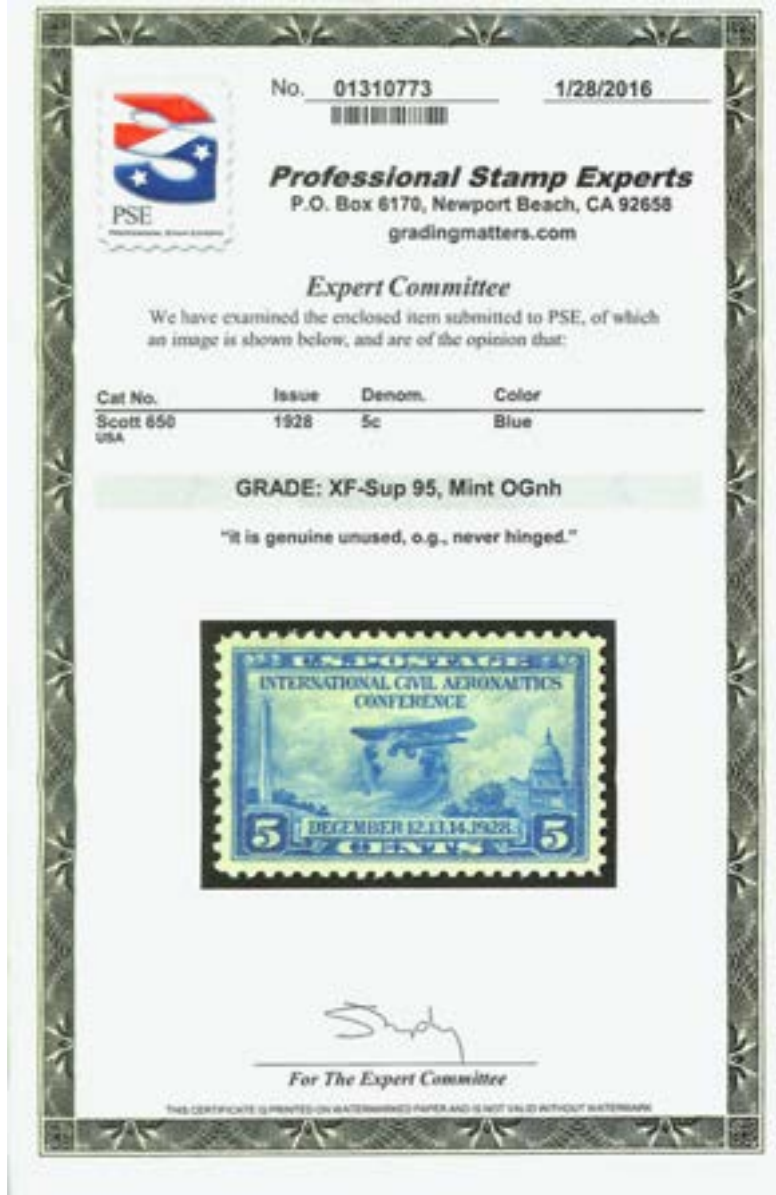 No. 01310773 1/28/2016
PSE
Professional Stamp Experts
Professional Stamp Experts
P.O. Box 6170, Newport Beach, CA 92658
gradingmatters.com
Expert Committee
We have examined the enclosed item submitted to PSE, of which
an image is shown below, and are of the opinion that:
Cat No. Issue Denom. Color
Scott 650 1928 5c Blue
USA
GRADE: XF-Sup 95, Mint OGnh
"it is genuine unused, o.g., never hinged."
U.S. POSTAGE
INTERNATIONAL CIVIL AERONAUTICS
CONFERENCE
5 DECEMBER 12.13.14.1928 5
CENTS
For The Expert Committee
THIS CERTIFICATE IS PRINTED ON WATERMARKED PAPER AND IS NOT VALID WITHOUT WATERMARK